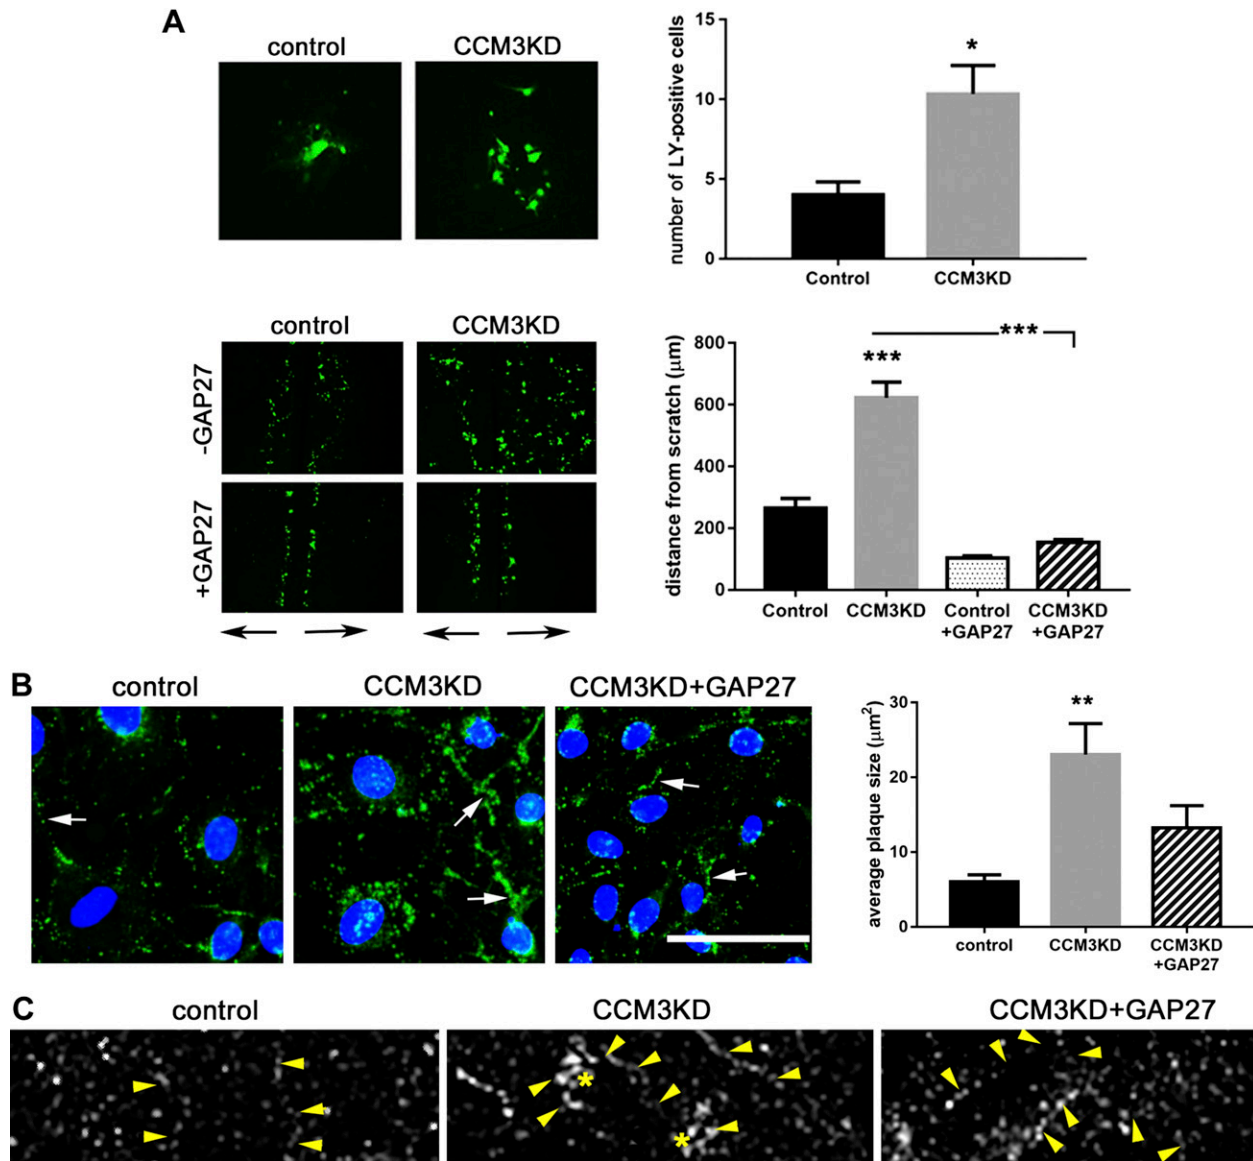 A
control
CCM3KD
number of LY-positive cells
15
10
5
0
*
Control
CCM3KD
control
CCM3KD
-GAP27
+GAP27
distance from scratch (μm)
800
600
400
200
0
***
***
Control
CCM3KD
Control
+GAP27
CCM3KD
+GAP27
B
control
CCM3KD
CCM3KD+GAP27
average plaque size (μm²)
30
20
10
0
**
control
CCM3KD
CCM3KD
+GAP27
C
control
CCM3KD
CCM3KD+GAP27
*
*